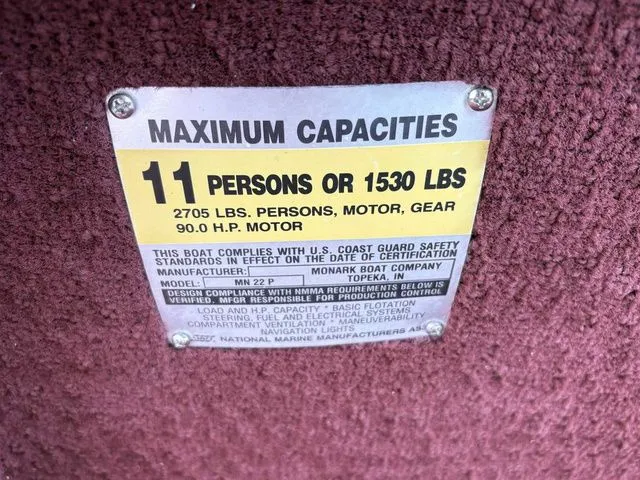 MAXIMUM CAPACITIES
11 PERSONS OR 1530 LBS
2705 LBS. PERSONS, MOTOR, GEAR
90.0 H.P. MOTOR
THIS BOAT COMPLIES WITH U.S. COAST GUARD SAFETY
STANDARDS IN EFFECT ON THE DATE OF CERTIFICATION
MANUFACTURER: MONARK BOAT COMPANY
TOPEKA, IN
MODEL: MN 22 P
DESIGN COMPLIANCE WITH NMMA REQUIREMENTS BELOW IS
VERIFIED. MFGR RESPONSIBLE FOR PRODUCTION CONTROL
LOAD AND H.P. CAPACITY * BASIC FLOTATION
STEERING, FUEL AND ELECTRICAL SYSTEMS
COMPARTMENT VENTILATION * MANEUVERABILITY
NAVIGATION LIGHTS
NATIONAL MARINE MANUFACTURERS AS